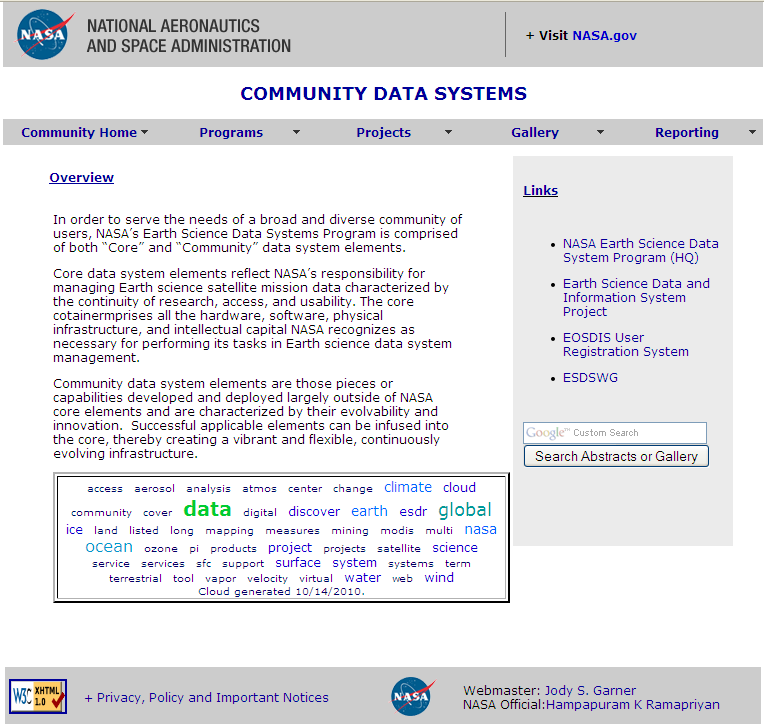 NASA
NATIONAL AERONAUTICS
AND SPACE ADMINISTRATION
+ Visit NASA.gov
COMMUNITY DATA SYSTEMS
Community Home Programs Projects Gallery Reporting
Overview
In order to serve the needs of a broad and diverse community of
users, NASA´s Earth Science Data Systems Program is comprised
of both “Core” and “Community” data system elements.
Core data system elements reflect NASA´s responsibility for
managing Earth science satellite mission data characterized by
the continuity of research, access, and usability. The core
cotainermprises all the hardware, software, physical
infrastructure, and intellectual capital NASA recognizes as
necessary for performing its tasks in Earth science data system
management.
Community data system elements are those pieces or
capabilities developed and deployed largely outside of NASA
core elements and are characterized by their evolvability and
innovation.  Successful applicable elements can be infused into
the core, thereby creating a vibrant and flexible, continuously
evolving infrastructure.
access aerosol analysis atmos center change climate cloud
community cover data digital discover earth esdr global
ice land listed long mapping measures mining modis multi nasa
ocean ozone pi products project projects satellite science
service services sfc support surface system systems term
terrestrial tool vapor velocity virtual water web wind
Cloud generated 10/14/2010.
Links
• NASA Earth Science Data
System Program (HQ)
• Earth Science Data and
Information System
Project
• EOSDIS User
Registration System
• ESDSWG
Google™ Custom Search
Search Abstracts or Gallery
W3C XHTML
1.0
+ Privacy, Policy and Important Notices
NASA
Webmaster: Jody S. Garner
NASA Official:Hampapuram K Ramapriyan